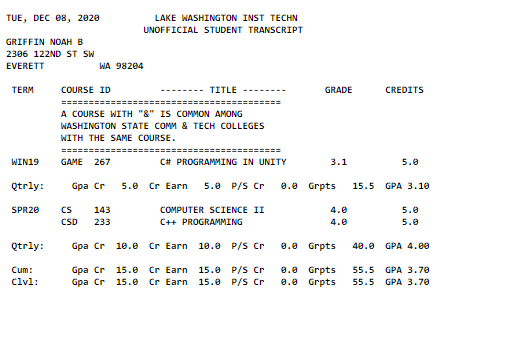 TUE, DEC 08, 2020 LAKE WASHINGTON INST TECHN
UNOFFICIAL STUDENT TRANSCRIPT
GRIFFIN NOAH B
2306 122ND ST SW
EVERETT WA 98204
TERM COURSE ID -------- TITLE -------- GRADE CREDITS
========================================
A COURSE WITH "&" IS COMMON AMONG
WASHINGTON STATE COMM & TECH COLLEGES
WITH THE SAME COURSE.
========================================
WIN19 GAME 267 C# PROGRAMMING IN UNITY 3.1 5.0
Qtrly: Gpa Cr 5.0 Cr Earn 5.0 P/S Cr 0.0 Grpts 15.5 GPA 3.10
SPR20 CS 143 COMPUTER SCIENCE II 4.0 5.0
CSD 233 C++ PROGRAMMING 4.0 5.0
Qtrly: Gpa Cr 10.0 Cr Earn 10.0 P/S Cr 0.0 Grpts 40.0 GPA 4.00
Cum: Gpa Cr 15.0 Cr Earn 15.0 P/S Cr 0.0 Grpts 55.5 GPA 3.70
Clvl: Gpa Cr 15.0 Cr Earn 15.0 P/S Cr 0.0 Grpts 55.5 GPA 3.70